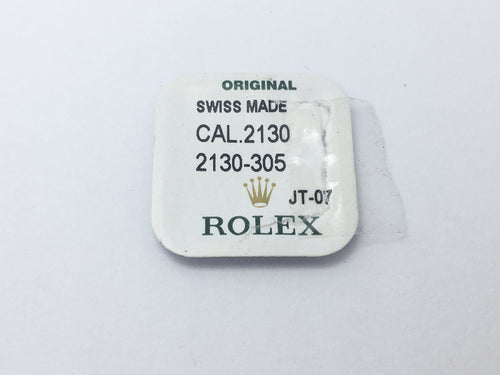 ORIGINAL
SWISS MADE
CAL.2130
2130-305
JT-07
ROLEX